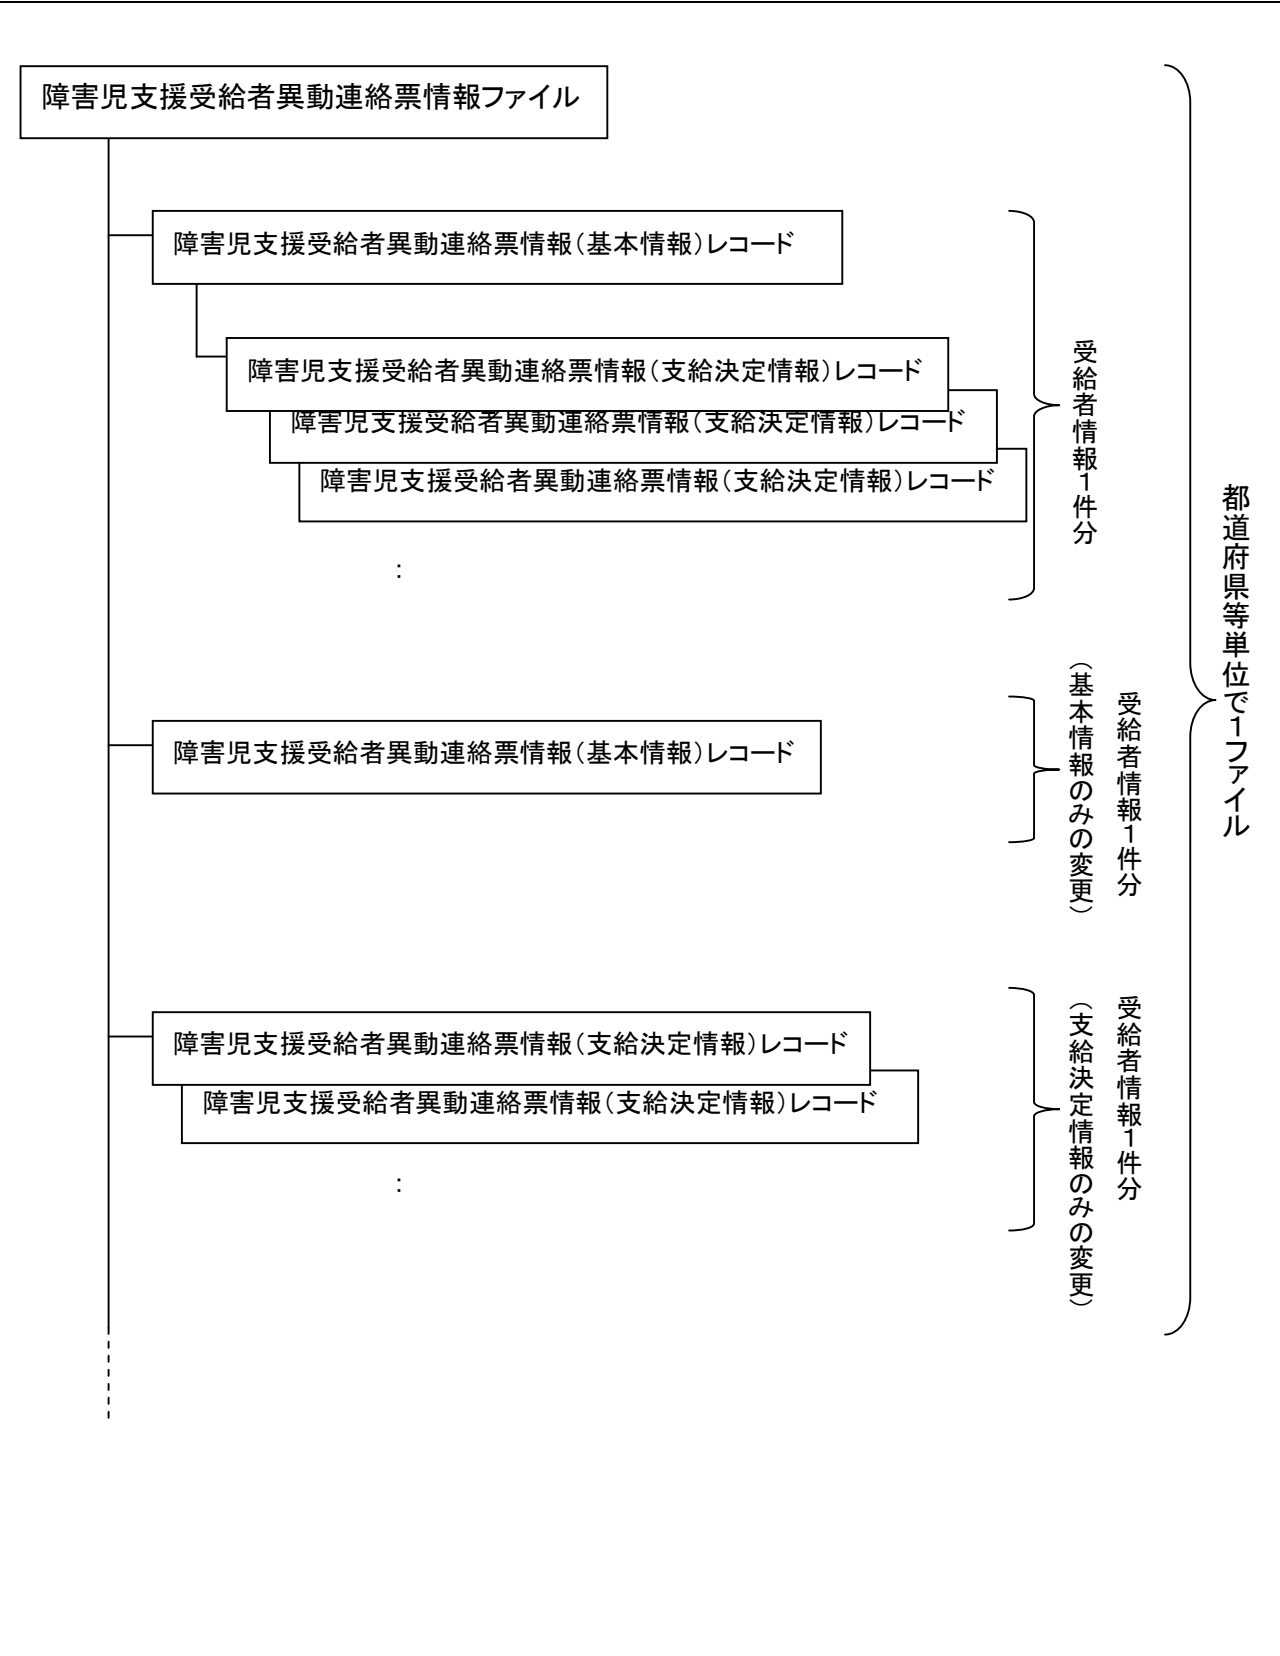 障害児支援受給者異動連絡票情報ファイル
障害児支援受給者異動連絡票情報（基本情報）レコード
障害児支援受給者異動連絡票情報（支給決定情報）レコード
障害児支援受給者異動連絡票情報（支給決定情報）レコード
障害児支援受給者異動連絡票情報（支給決定情報）レコード
：
受給者情報１件分
障害児支援受給者異動連絡票情報（基本情報）レコード
受給者情報１件分
（基本情報のみの変更）
障害児支援受給者異動連絡票情報（支給決定情報）レコード
障害児支援受給者異動連絡票情報（支給決定情報）レコード
：
受給者情報１件分
（支給決定情報のみの変更）
都道府県等単位で１ファイル